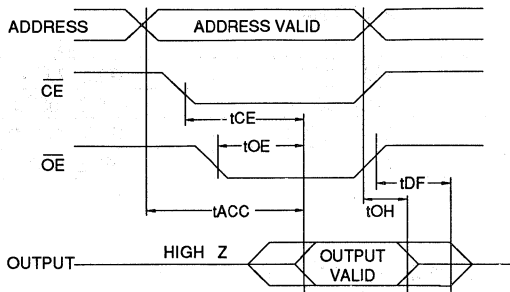 ADDRESS ADDRESS VALID
CE
tCE
OE
tOE
tDF
tACC
tOH
OUTPUT HIGH Z OUTPUT
VALID